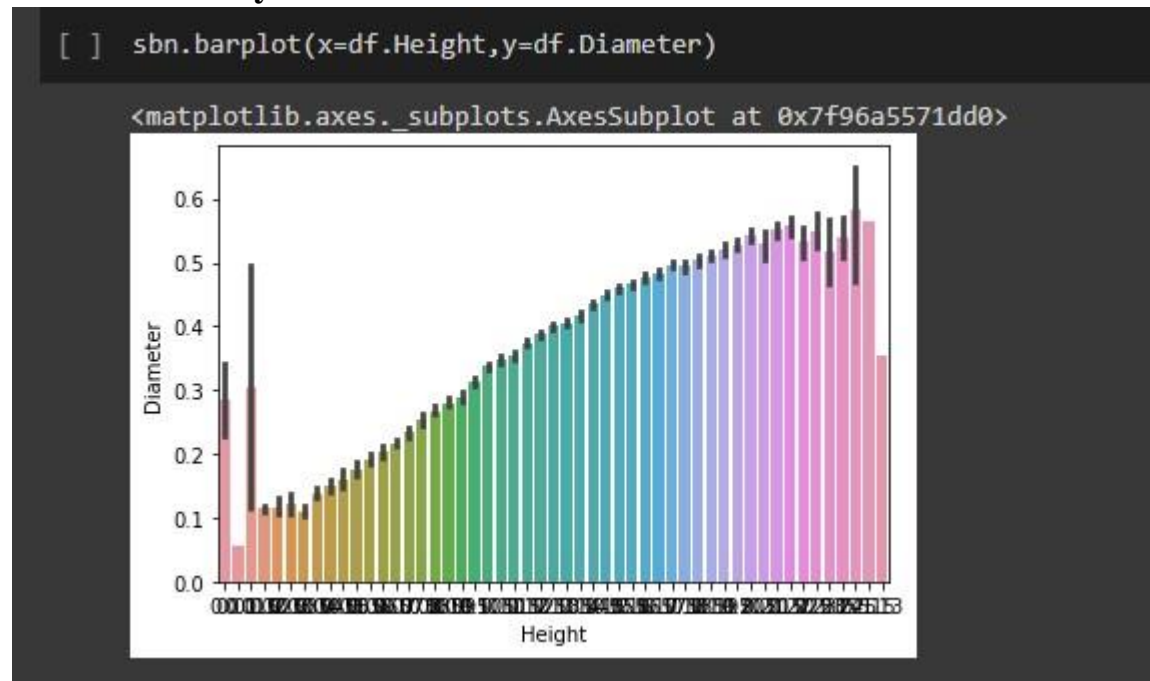 [ ] sbn.barplot(x=df.Height,y=df.Diameter)
<matplotlib.axes._subplots.AxesSubplot at 0x7f96a5571dd0>
0.6
0.5
0.4
0.3
0.2
0.1
0.0
Diameter
Height